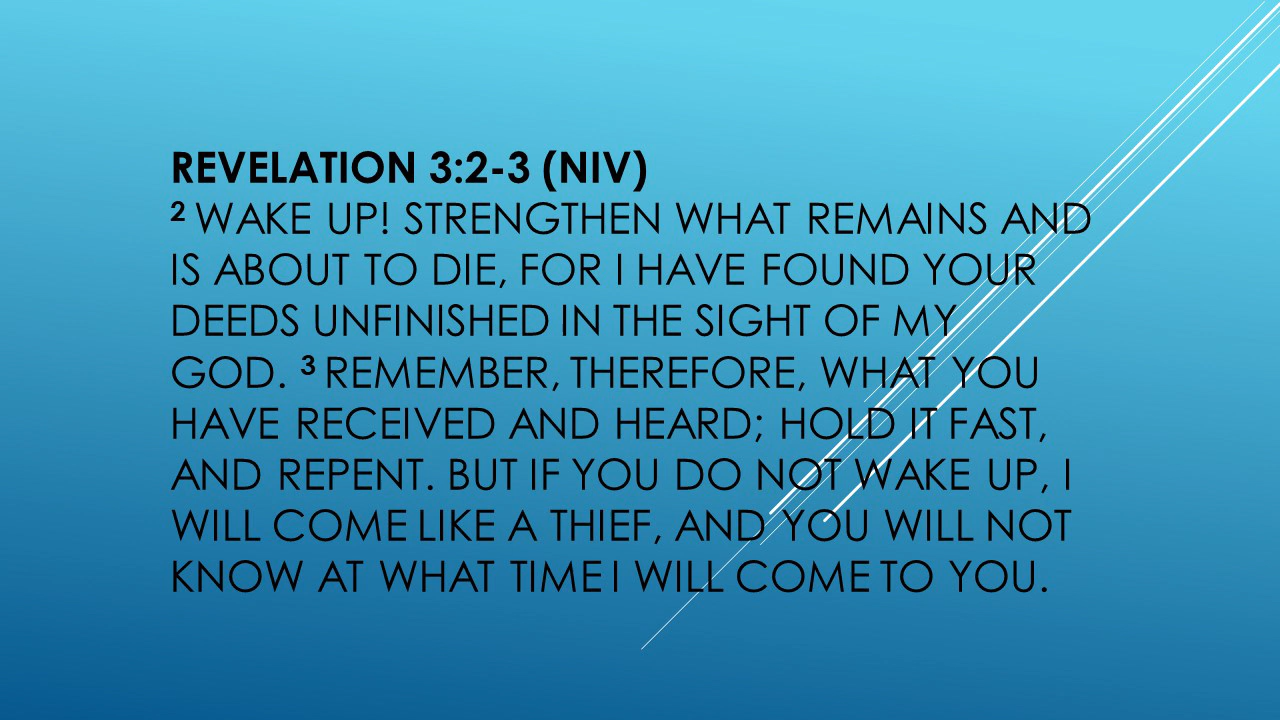 REVELATION 3:2-3 (NIV)
2 WAKE UP! STRENGTHEN WHAT REMAINS AND
IS ABOUT TO DIE, FOR I HAVE FOUND YOUR
DEEDS UNFINISHED IN THE SIGHT OF MY
GOD. 3 REMEMBER, THEREFORE, WHAT YOU
HAVE RECEIVED AND HEARD; HOLD IT FAST,
AND REPENT. BUT IF YOU DO NOT WAKE UP, I
WILL COME LIKE A THIEF, AND YOU WILL NOT
KNOW AT WHAT TIME I WILL COME TO YOU.